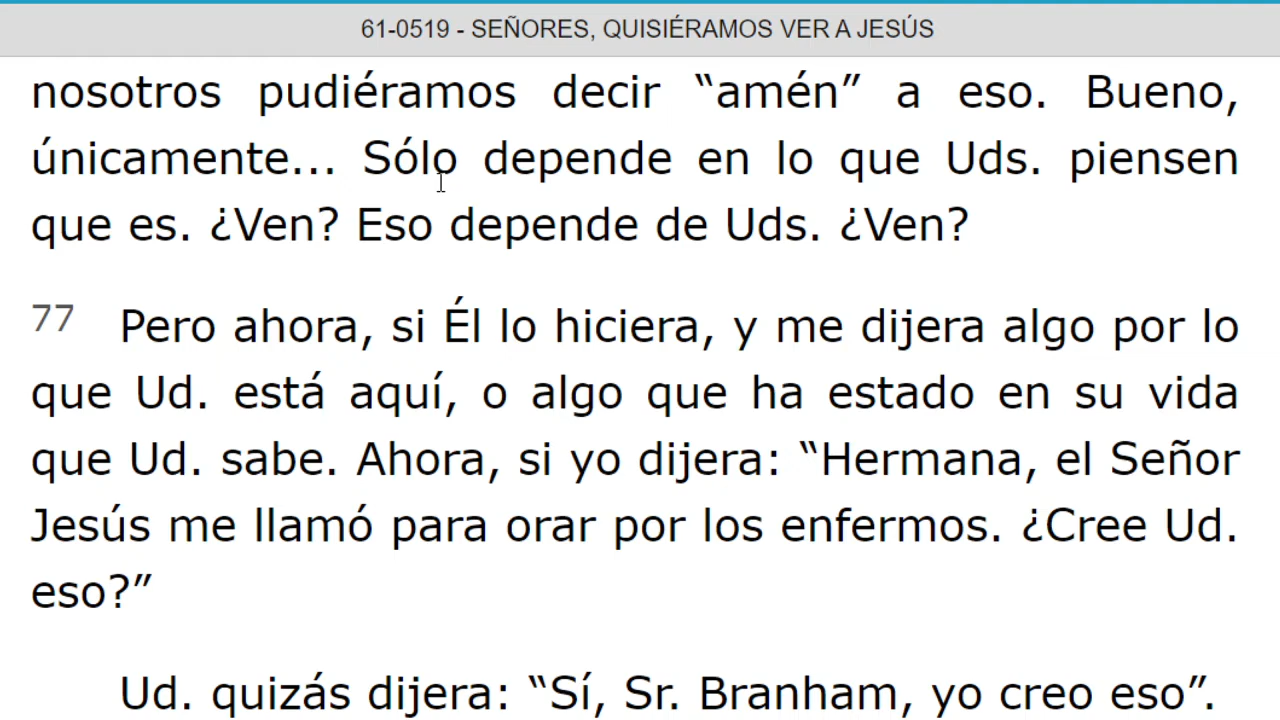 61-0519 - SEÑORES, QUISIÉRAMOS VER A JESÚS
nosotros pudiéramos decir “amén” a eso. Bueno,
únicamente... Sólo depende en lo que Uds. piensen
que es. ¿Ven? Eso depende de Uds. ¿Ven?
77 Pero ahora, si Él lo hiciera, y me dijera algo por lo
que Ud. está aquí, o algo que ha estado en su vida
que Ud. sabe. Ahora, si yo dijera: “Hermana, el Señor
Jesús me llamó para orar por los enfermos. ¿Cree Ud.
eso?”
Ud. quizás dijera: “Sí, Sr. Branham, yo creo eso”.